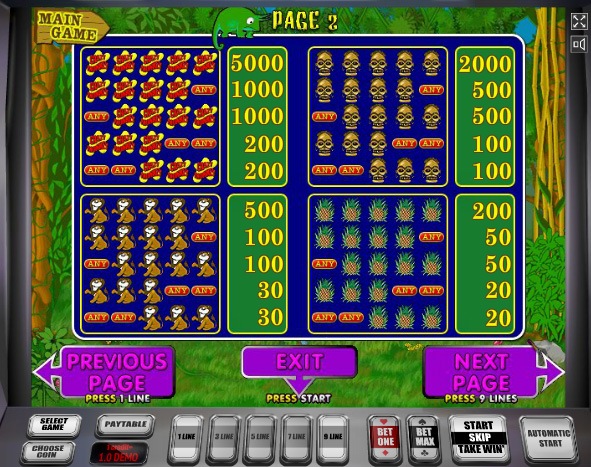 MAIN GAME
PAGE 2
5000
ANY 1000
ANY 1000
ANY ANY 200
ANY ANY 200
2000
ANY 500
ANY 500
ANY ANY 100
ANY ANY 100
500
ANY 100
ANY 100
ANY ANY 30
ANY ANY 30
200
ANY 50
ANY 50
ANY ANY 20
ANY ANY 20
PREVIOUS PAGE
PRESS 1 LINE
EXIT
PRESS START
NEXT PAGE
PRESS 9 LINES
SELECT GAME
CHOOSE COIN
PAYTABLE
1.0 DEMO
1 LINE
3 LINE
5 LINE
7 LINE
9 LINE
BET ONE
BET MAX
START
SKIP
TAKE WIN
AUTOMATIC START